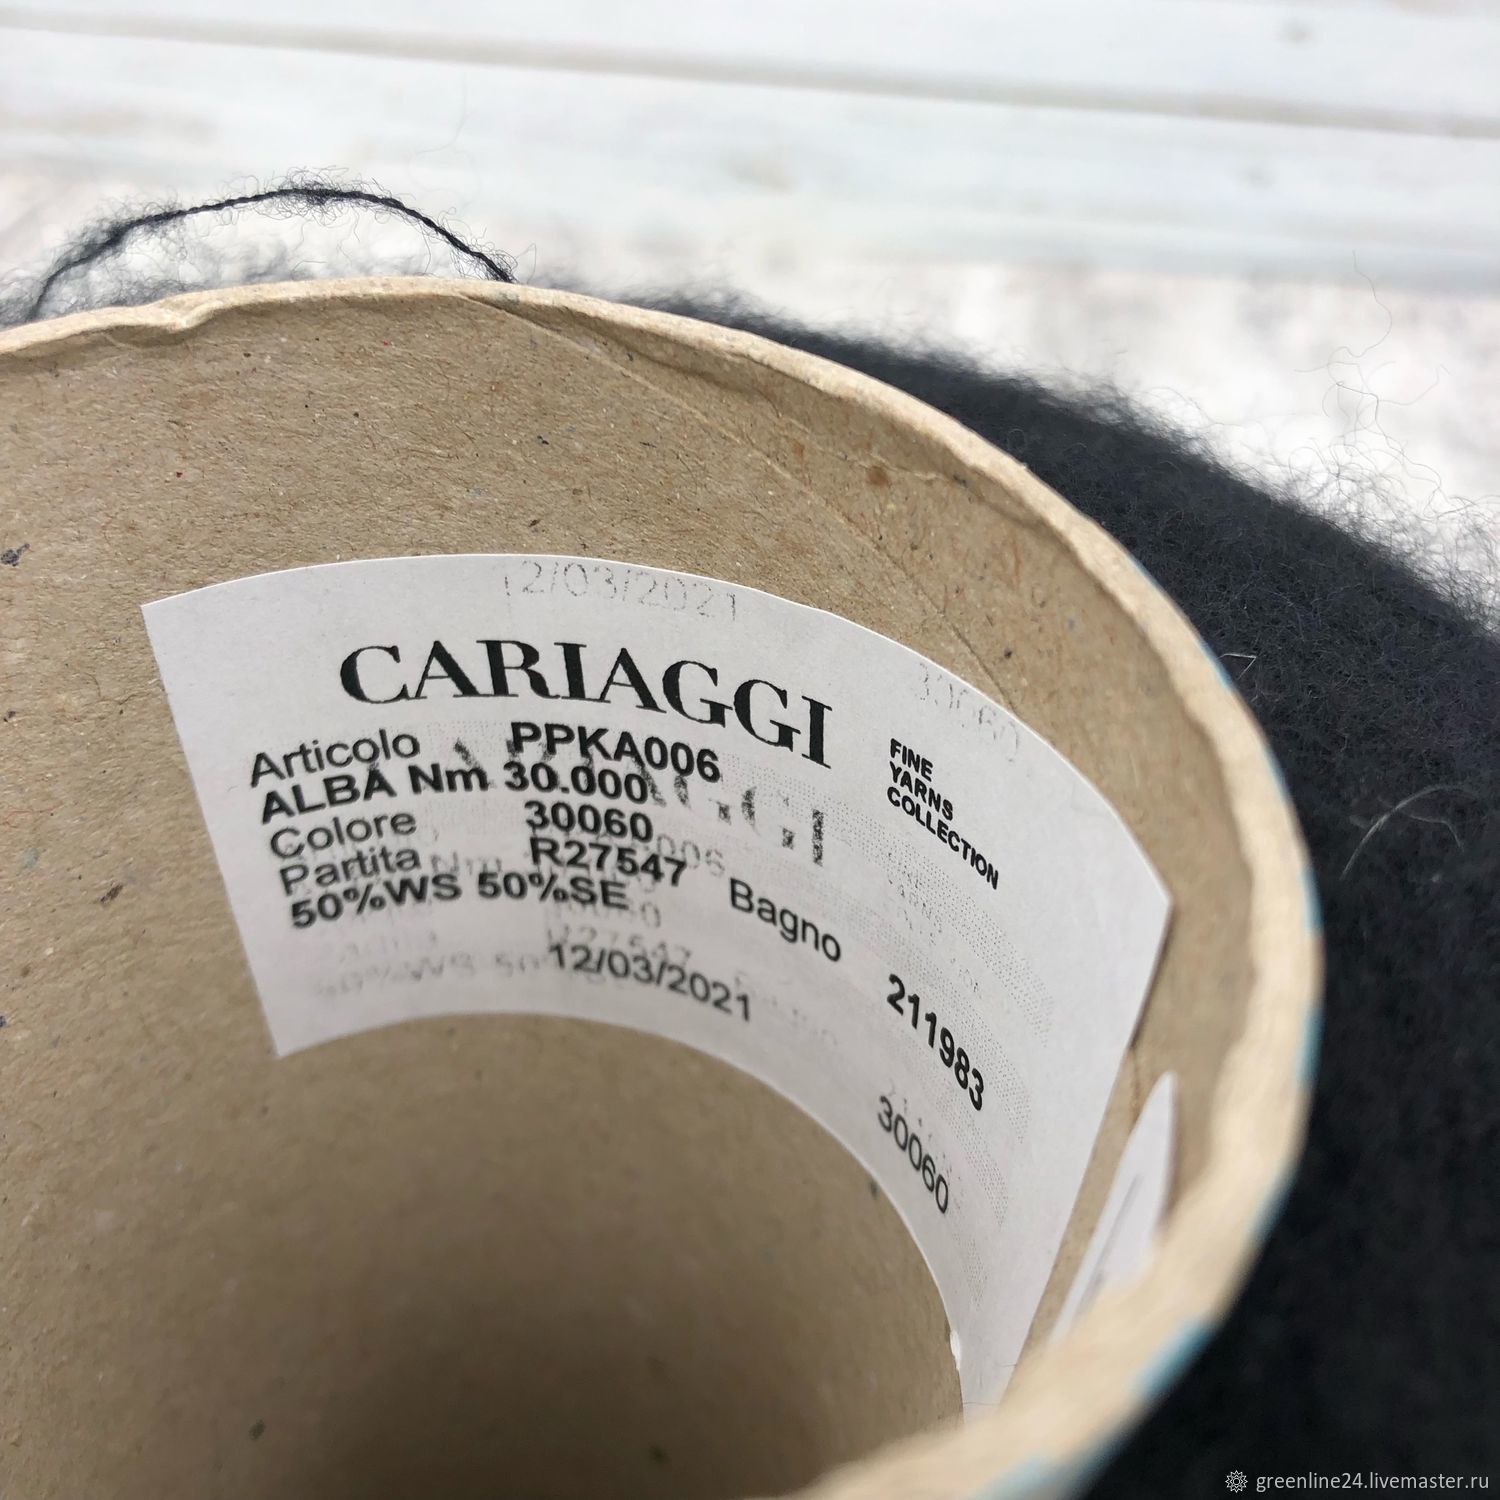 12/03/2021
CARIAGGI
30060
FINE
YARNS
COLLECTION
Articolo PPKA006
ALBA Nm 30.000
Colore 30060
Partita R27547 Bagno 211983
50%WS 50%SE
12/03/2021 30060
greenline24.livemaster.ru